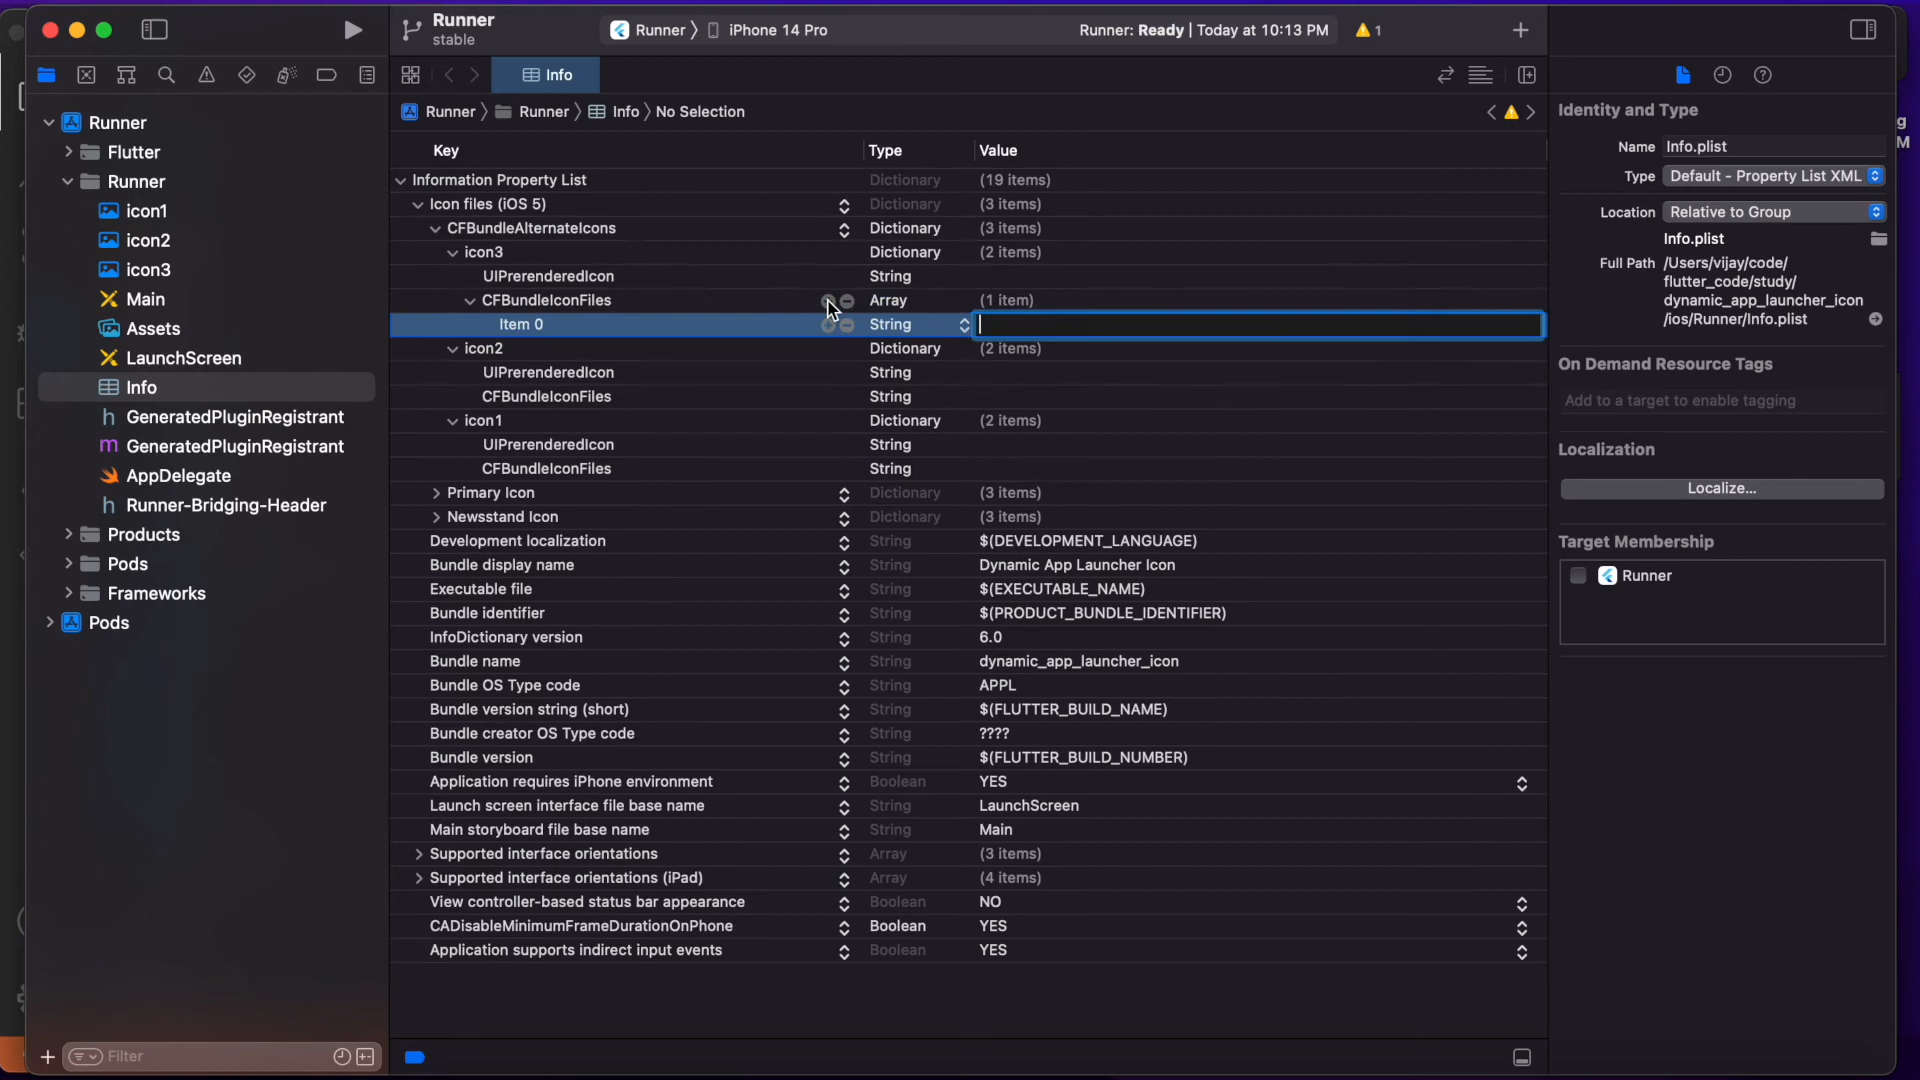 Runner
stable
Runner
iPhone 14 Pro
Runner: Ready | Today at 10:13 PM
1
Info
Runner
Runner
Info
No Selection
Key
Type
Value
Information Property List
Dictionary
(19 items)
Icon files (iOS 5)
Dictionary
(3 items)
CFBundleAlternateIcons
Dictionary
(3 items)
icon3
Dictionary
(2 items)
UIPrerenderedIcon
String
CFBundleIconFiles
Array
(1 item)
Item 0
String
icon2
Dictionary
(2 items)
UIPrerenderedIcon
String
CFBundleIconFiles
String
icon1
Dictionary
(2 items)
UIPrerenderedIcon
String
CFBundleIconFiles
String
Primary Icon
Dictionary
(3 items)
Newsstand Icon
Dictionary
(3 items)
Development localization
String
$(DEVELOPMENT_LANGUAGE)
Bundle display name
String
Dynamic App Launcher Icon
Executable file
String
$(EXECUTABLE_NAME)
Bundle identifier
String
$(PRODUCT_BUNDLE_IDENTIFIER)
InfoDictionary version
String
6.0
Bundle name
String
dynamic_app_launcher_icon
Bundle OS Type code
String
APPL
Bundle version string (short)
String
$(FLUTTER_BUILD_NAME)
Bundle creator OS Type code
String
????
Bundle version
String
$(FLUTTER_BUILD_NUMBER)
Application requires iPhone environment
Boolean
YES
Launch screen interface file base name
String
LaunchScreen
Main storyboard file base name
String
Main
Supported interface orientations
Array
(3 items)
Supported interface orientations (iPad)
Array
(4 items)
View controller-based status bar appearance
Boolean
NO
CADisableMinimumFrameDurationOnPhone
Boolean
YES
Application supports indirect input events
Boolean
YES
Runner
Flutter
Runner
icon1
icon2
icon3
Main
Assets
LaunchScreen
Info
GeneratedPluginRegistrant
GeneratedPluginRegistrant
AppDelegate
Runner-Bridging-Header
Products
Pods
Frameworks
Pods
Filter
Identity and Type
Name
Info.plist
Type
Default - Property List XML
Location
Relative to Group
Info.plist
Full Path
/Users/vijay/code/
flutter_code/study/
dynamic_app_launcher_icon
/ios/Runner/Info.plist
On Demand Resource Tags
Add to a target to enable tagging
Localization
Localize...
Target Membership
Runner
g
M